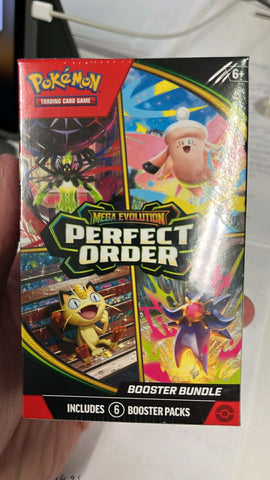 POKéMON
TRADING CARD GAME
6+
MEGA EVOLUTION
PERFECT
ORDER
BOOSTER BUNDLE
INCLUDES 6 BOOSTER PACKS